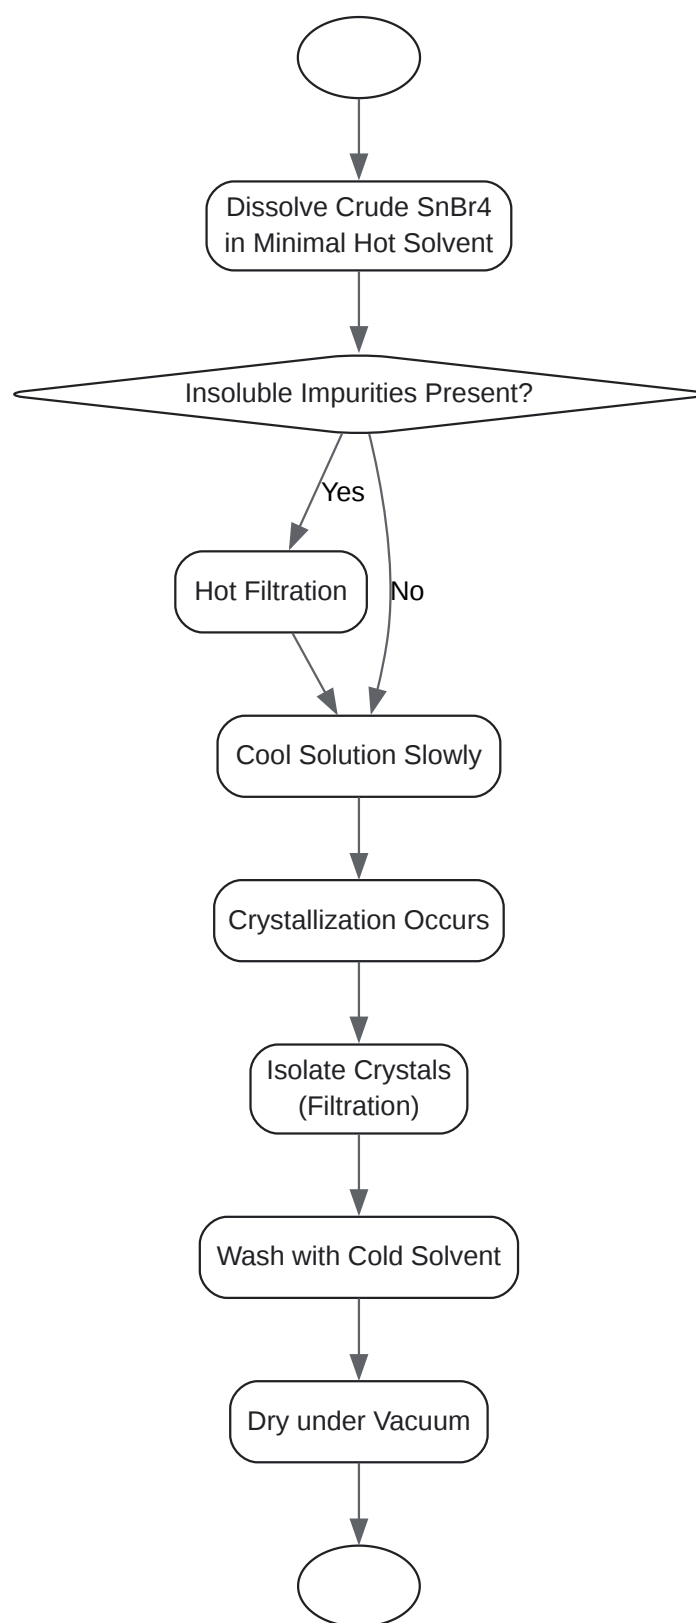 Dissolve Crude SnBr4
in Minimal Hot Solvent
Insoluble Impurities Present?
Yes
Hot Filtration
No
Cool Solution Slowly
Crystallization Occurs
Isolate Crystals
(Filtration)
Wash with Cold Solvent
Dry under Vacuum